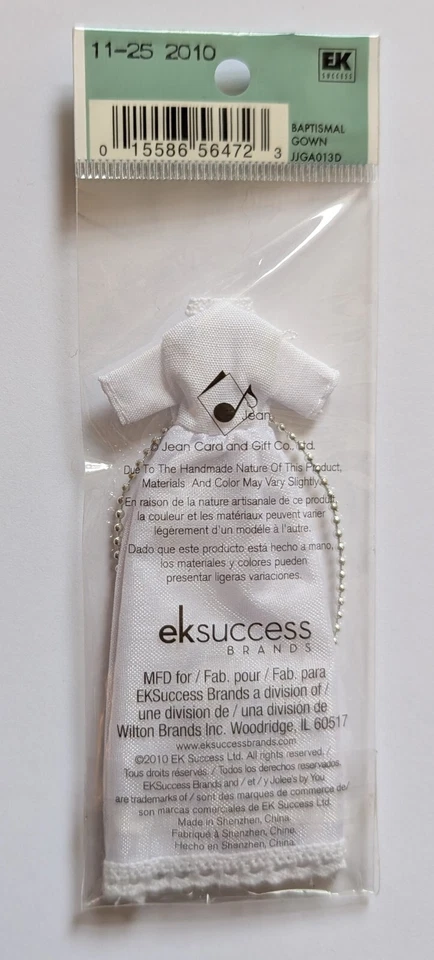 11-25 2010
EK
SUCCESS
0 15586 56472 3
BAPTISMAL
GOWN
JJGA013D
Jean
Jean Card and Gift Co., Ltd.
Due To The Handmade Nature Of This Product,
Materials And Color May Vary Slightly.
En raison de la nature artisanale de ce produit,
la couleur et les matériaux peuvent varier
légèrement d'un modèle à l'autre.
Dado que este producto está hecho a mano,
los materiales y colores pueden
presentar ligeras variaciones.
eksuccess
BRANDS
MFD for / Fab. pour / Fab. para
EKSuccess Brands a division of /
une division de / una división de
Wilton Brands Inc. Woodridge, IL 60517
www.eksuccessbrands.com
©2010 EK Success Ltd. All rights reserved. /
Tous droits réservés. / Todos los derechos reservados.
EKSuccess Brands and / et / y Jolee's by You
are trademarks of / sont des marques de commerce de/
son marcas comerciales de EK Success Ltd.
Made in Shenzhen, China.
Fabriqué à Shenzhen, Chine.
Hecho en Shenzhen, China.